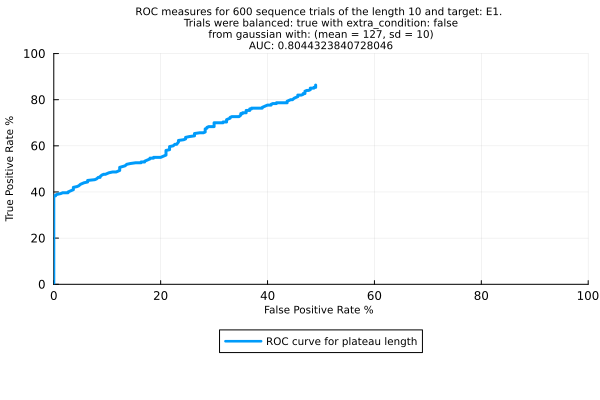 ROC measures for 600 sequence trials of the length 10 and target: E1.
Trials were balanced: true with extra_condition: false
from gaussian with: (mean = 127, sd = 10)
AUC: 0.8044323840728046
100
80
60
40
20
0
True Positive Rate %
0 20 40 60 80 100
False Positive Rate %
ROC curve for plateau length